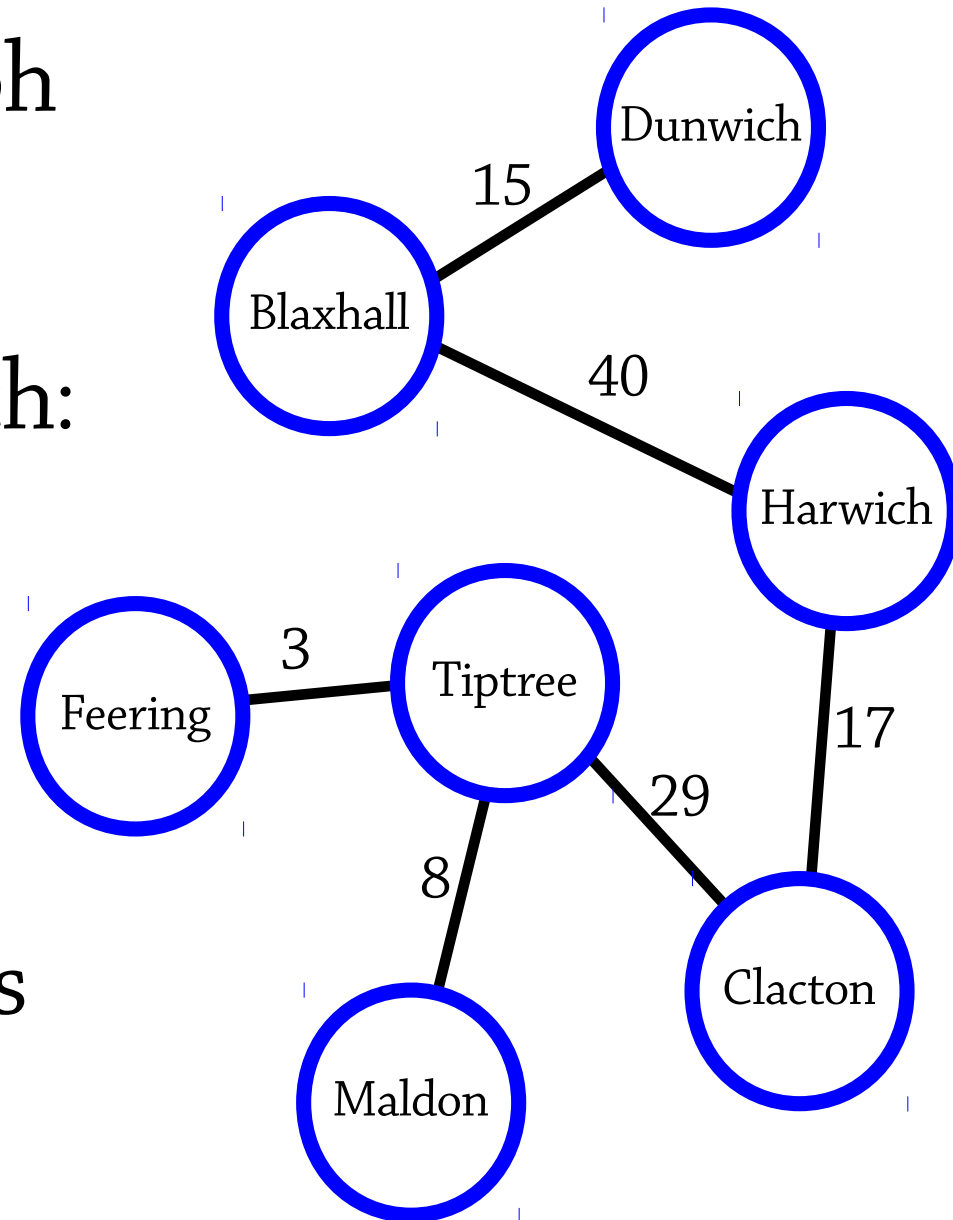 Dunwich
15
Blaxhall
40
h:
Harwich
3
Tiptree
Feering
17
29
8
s
Clacton
Maldon